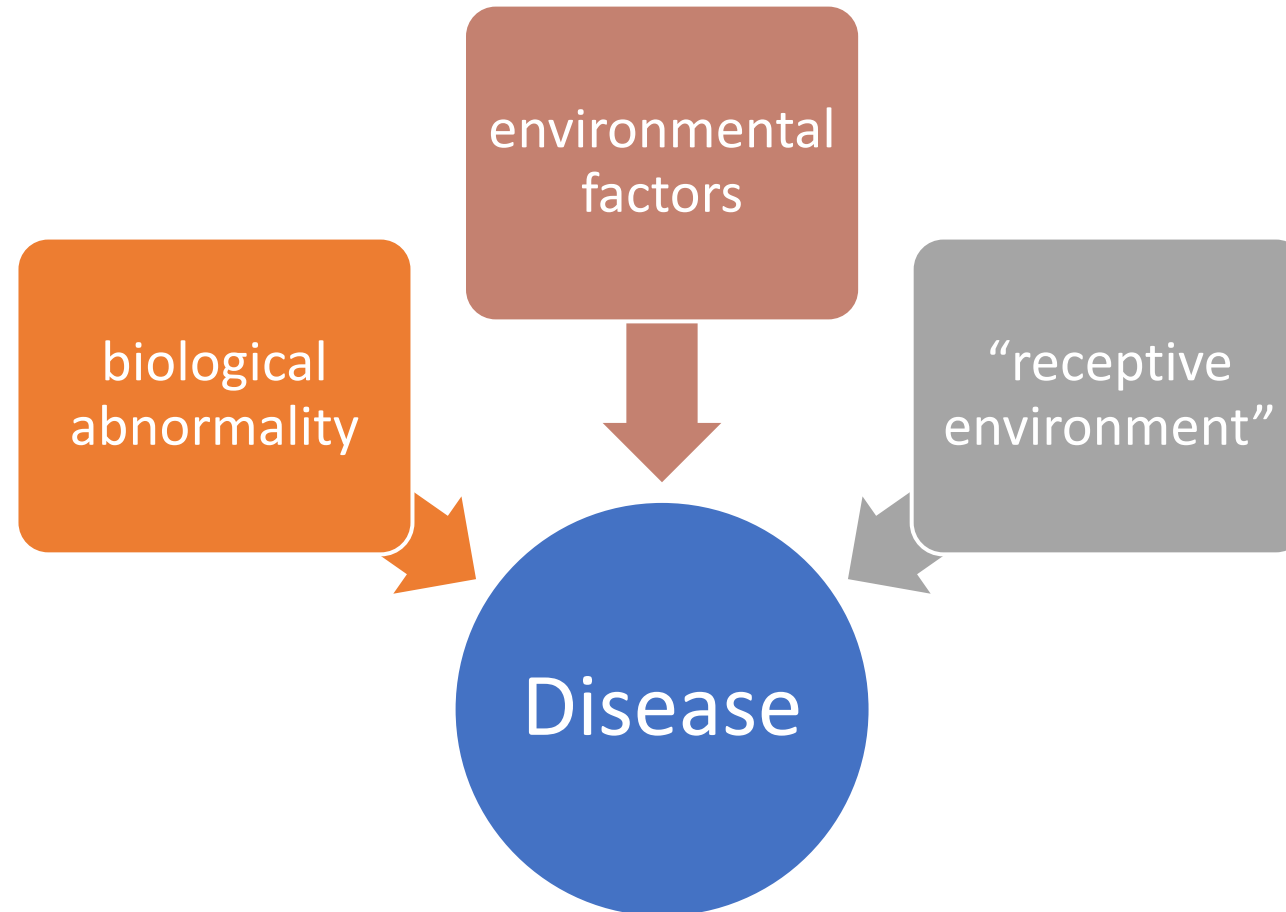 environmental
factors
biological
abnormality
“receptive
environment”
Disease